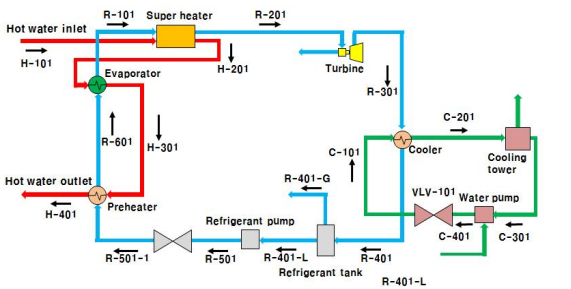 R-101
Super heater
R-201
Hot water inlet
H-101
H-201
Turbine
Evaporator
R-301
C-201
R-601
H-301
C-101
Cooler
Cooling
tower
Hot water outlet
R-401-G
VLV-101
Water pump
H-401
Preheater
Refrigerant pump
C-401
C-301
R-501-1
R-501
R-401-L
R-401
Refrigerant tank
R-401-L